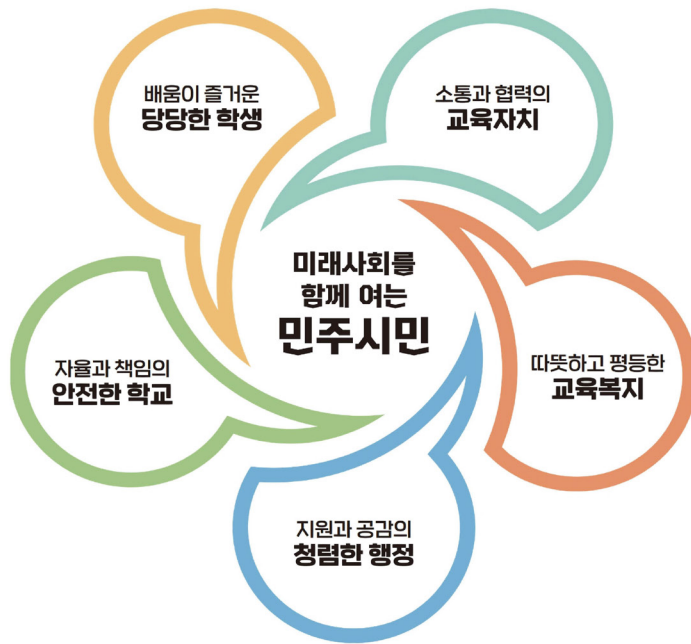 배움이 즐거운
당당한 학생
소통과 협력의
교육자치
미래사회를
함께 여는
민주시민
자율과 책임의
안전한 학교
따뜻하고 평등한
교육복지
지원과 공감의
청렴한 행정